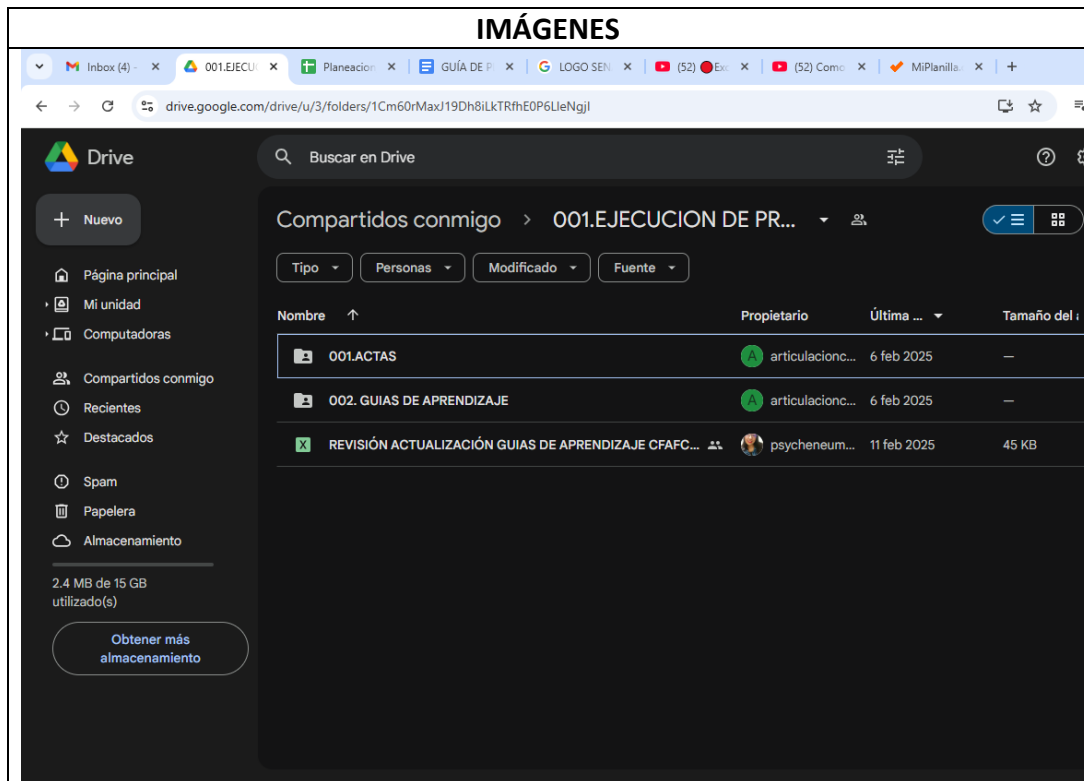 IMÁGENES
Inbox (4) - 001.EJECU Planeacion GUÍA DE P LOGO SEN (52) Exc (52) Como MiPlanilla.
drive.google.com/drive/u/3/folders/1Cm60rMaxJ19Dh8iLkTRfhE0P6LIeNgjI
Drive
Buscar en Drive
Nuevo
Compartidos conmigo > 001.EJECUCION DE PR...
Tipo Personas Modificado Fuente
Página principal
Mi unidad
Computadoras
Compartidos conmigo
Recientes
Destacados
Spam
Papelera
Almacenamiento
2.4 MB de 15 GB
utilizado(s)
Obtener más
almacenamiento
Nombre Propietario Última ... Tamaño del
001.ACTAS A articulacionc... 6 feb 2025 —
002. GUIAS DE APRENDIZAJE A articulacionc... 6 feb 2025 —
X REVISIÓN ACTUALIZACIÓN GUIAS DE APRENDIZAJE CFAFC... psycheneum... 11 feb 2025 45 KB